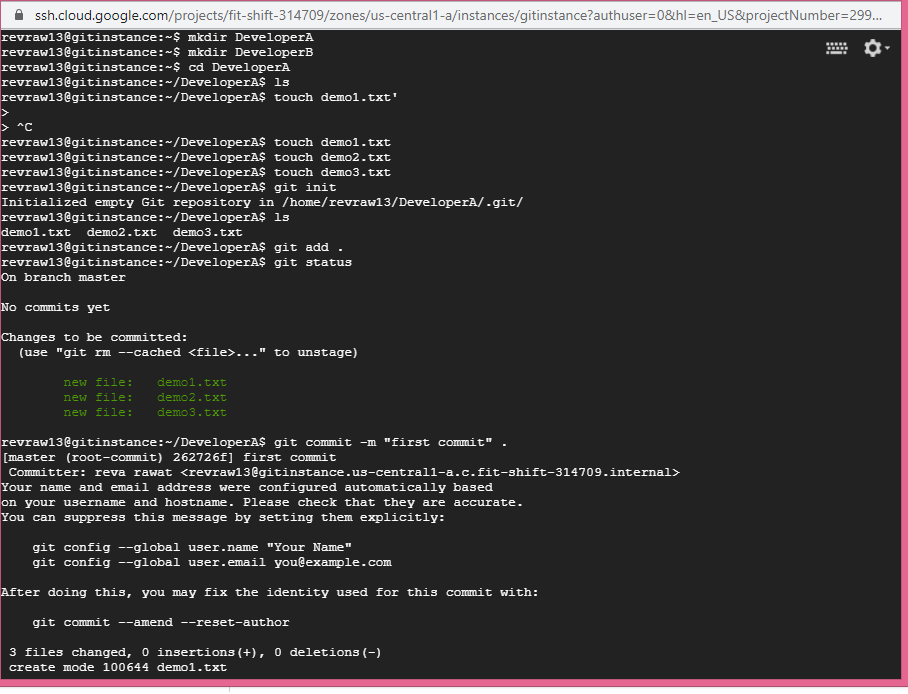 ssh.cloud.google.com/projects/fit-shift-314709/zones/us-central1-a/instances/gitinstance?authuser=0&hl=en_US&projectNumber=299...
revraw13@gitinstance:~$ mkdir DeveloperA
revraw13@gitinstance:~$ mkdir DeveloperB
revraw13@gitinstance:~$ cd DeveloperA
revraw13@gitinstance:~/DeveloperA$ ls
revraw13@gitinstance:~/DeveloperA$ touch demo1.txt'
>
> ^C
revraw13@gitinstance:~/DeveloperA$ touch demo1.txt
revraw13@gitinstance:~/DeveloperA$ touch demo2.txt
revraw13@gitinstance:~/DeveloperA$ touch demo3.txt
revraw13@gitinstance:~/DeveloperA$ git init
Initialized empty Git repository in /home/revraw13/DeveloperA/.git/
revraw13@gitinstance:~/DeveloperA$ ls
demo1.txt  demo2.txt  demo3.txt
revraw13@gitinstance:~/DeveloperA$ git add .
revraw13@gitinstance:~/DeveloperA$ git status
On branch master
No commits yet
Changes to be committed:
  (use "git rm --cached <file>..." to unstage)
        new file:   demo1.txt
        new file:   demo2.txt
        new file:   demo3.txt
revraw13@gitinstance:~/DeveloperA$ git commit -m "first commit" .
[master (root-commit) 262726f] first commit
 Committer: reva rawat <revraw13@gitinstance.us-central1-a.c.fit-shift-314709.internal>
Your name and email address were configured automatically based
on your username and hostname. Please check that they are accurate.
You can suppress this message by setting them explicitly:
    git config --global user.name "Your Name"
    git config --global user.email you@example.com
After doing this, you may fix the identity used for this commit with:
    git commit --amend --reset-author
 3 files changed, 0 insertions(+), 0 deletions(-)
 create mode 100644 demo1.txt